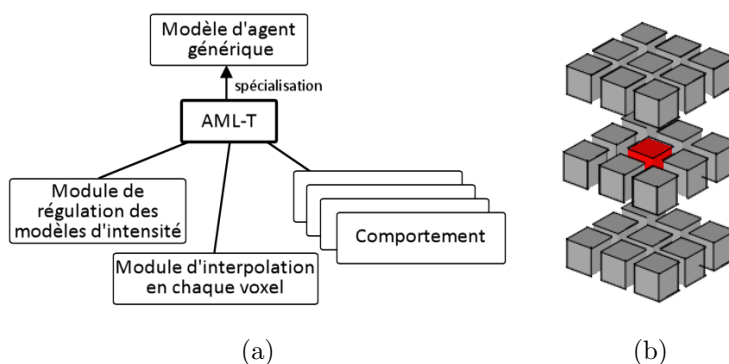 Modèle d'agent
générique
spécialisation
AML-T
Module de
régulation des
modèles d'intensité
Module d'interpolation
en chaque voxel
Comportement
(a)
(b)